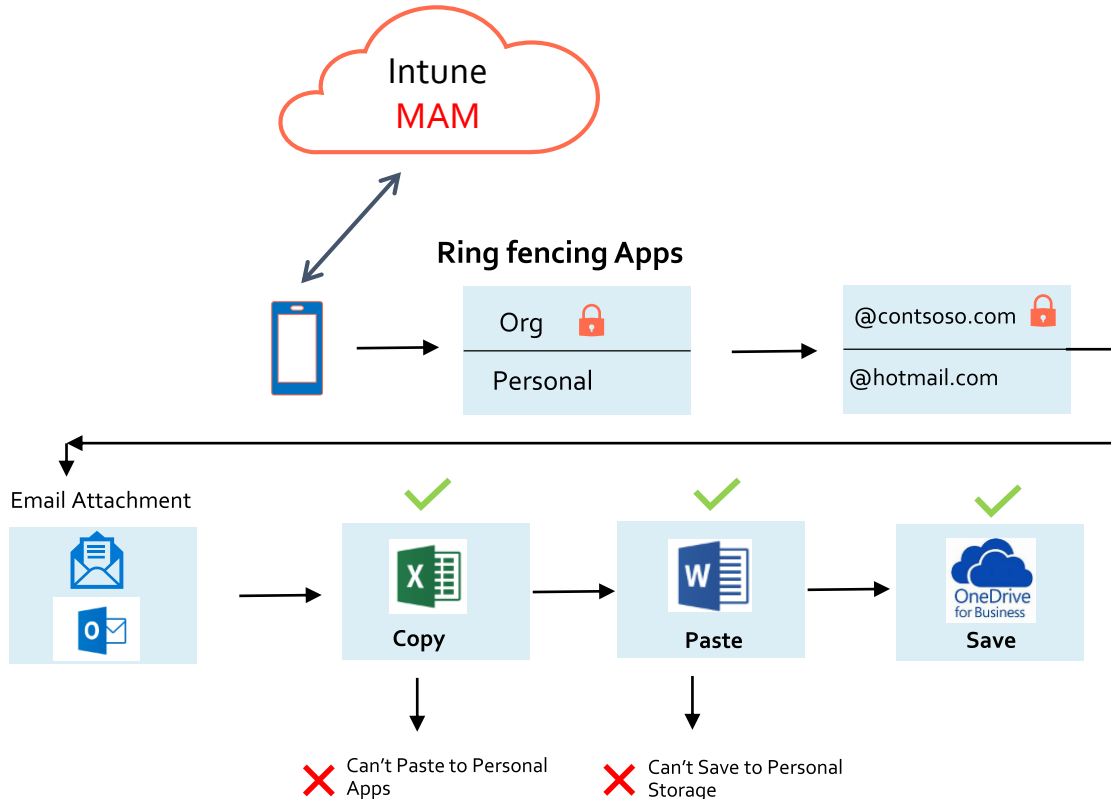 Intune
MAM
Ring fencing Apps
Org
Personal
@contsoso.com
@hotmail.com
Email Attachment
O
X
Copy
W
Paste
OneDrive
for Business
Save
Can't Paste to Personal
Apps
Can't Save to Personal
Storage